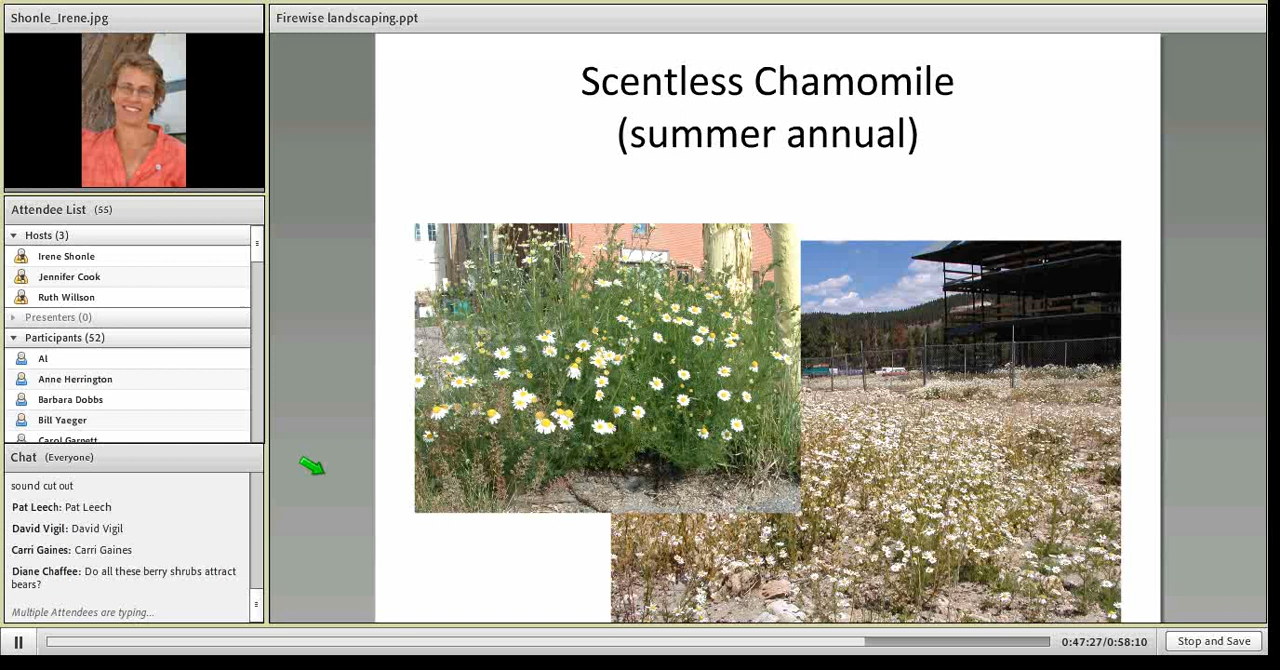 Shonle_Irene.jpg
Attendee List (55)
Hosts (3)
Irene Shonle
Jennifer Cook
Ruth Willson
Presenters (0)
Participants (52)
Al
Anne Herrington
Barbara Dobbs
Bill Yaeger
Carol Garnett
Chat (Everyone)
sound cut out
Pat Leech: Pat Leech
David Vigil: David Vigil
Carri Gaines: Carri Gaines
Diane Chaffee: Do all these berry shrubs attract
bears?
Multiple Attendees are typing...
Firewise landscaping.ppt
Scentless Chamomile
(summer annual)
0:47:27/0:58:10
Stop and Save